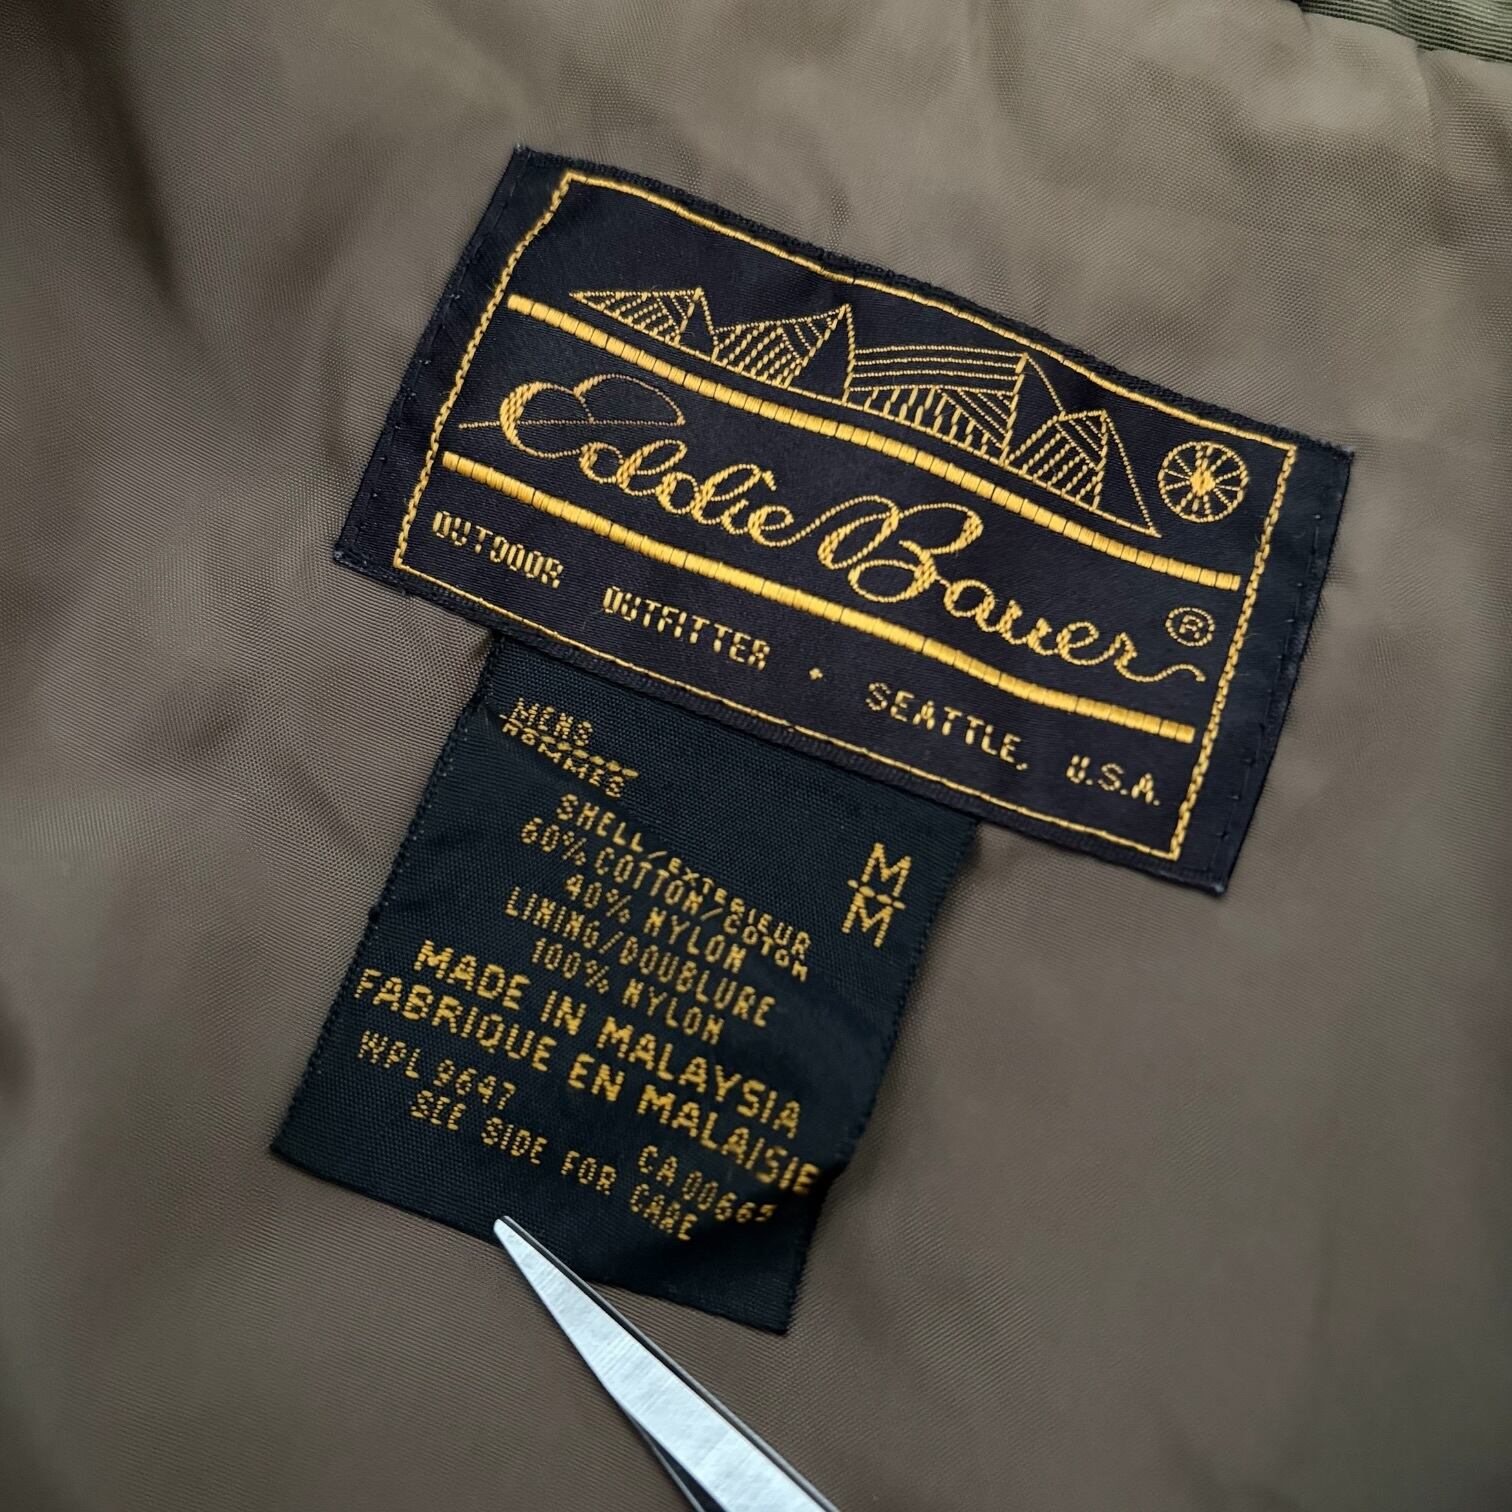 Eddie Bauer®
OUTDOOR OUTFITTER • SEATTLE, U.S.A.
MENS
HOMMES
M
M
SHELL/EXTERIEUR
60% COTTON/COTON
40% NYLON
LINING/DOUBLURE
100% NYLON
MADE IN MALAYSIA
FABRIQUE EN MALAISIE
WPL 9647
CA 00665
SEE SIDE FOR CARE